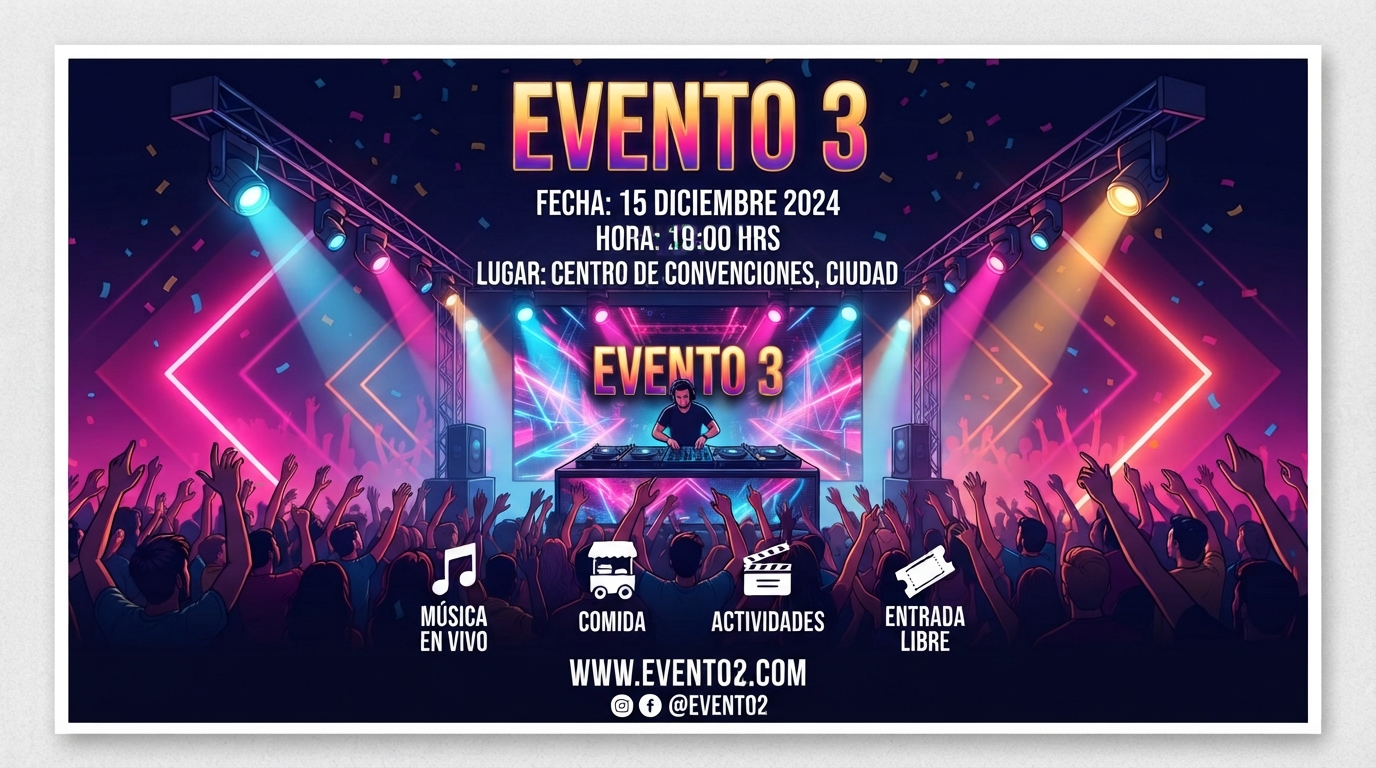 EVENTO 3
FECHA: 15 DICIEMBRE 2024
HORA: :00 HRS
LUGAR: CENTRO DE CONVENCIONES, CIUDAD
EVENTO 3
MÚSICA
EN VIVO
COMIDA
ACTIVIDADES
ENTRADA
LIBRE
WWW.EVENTO2.COM
@EVENTO2